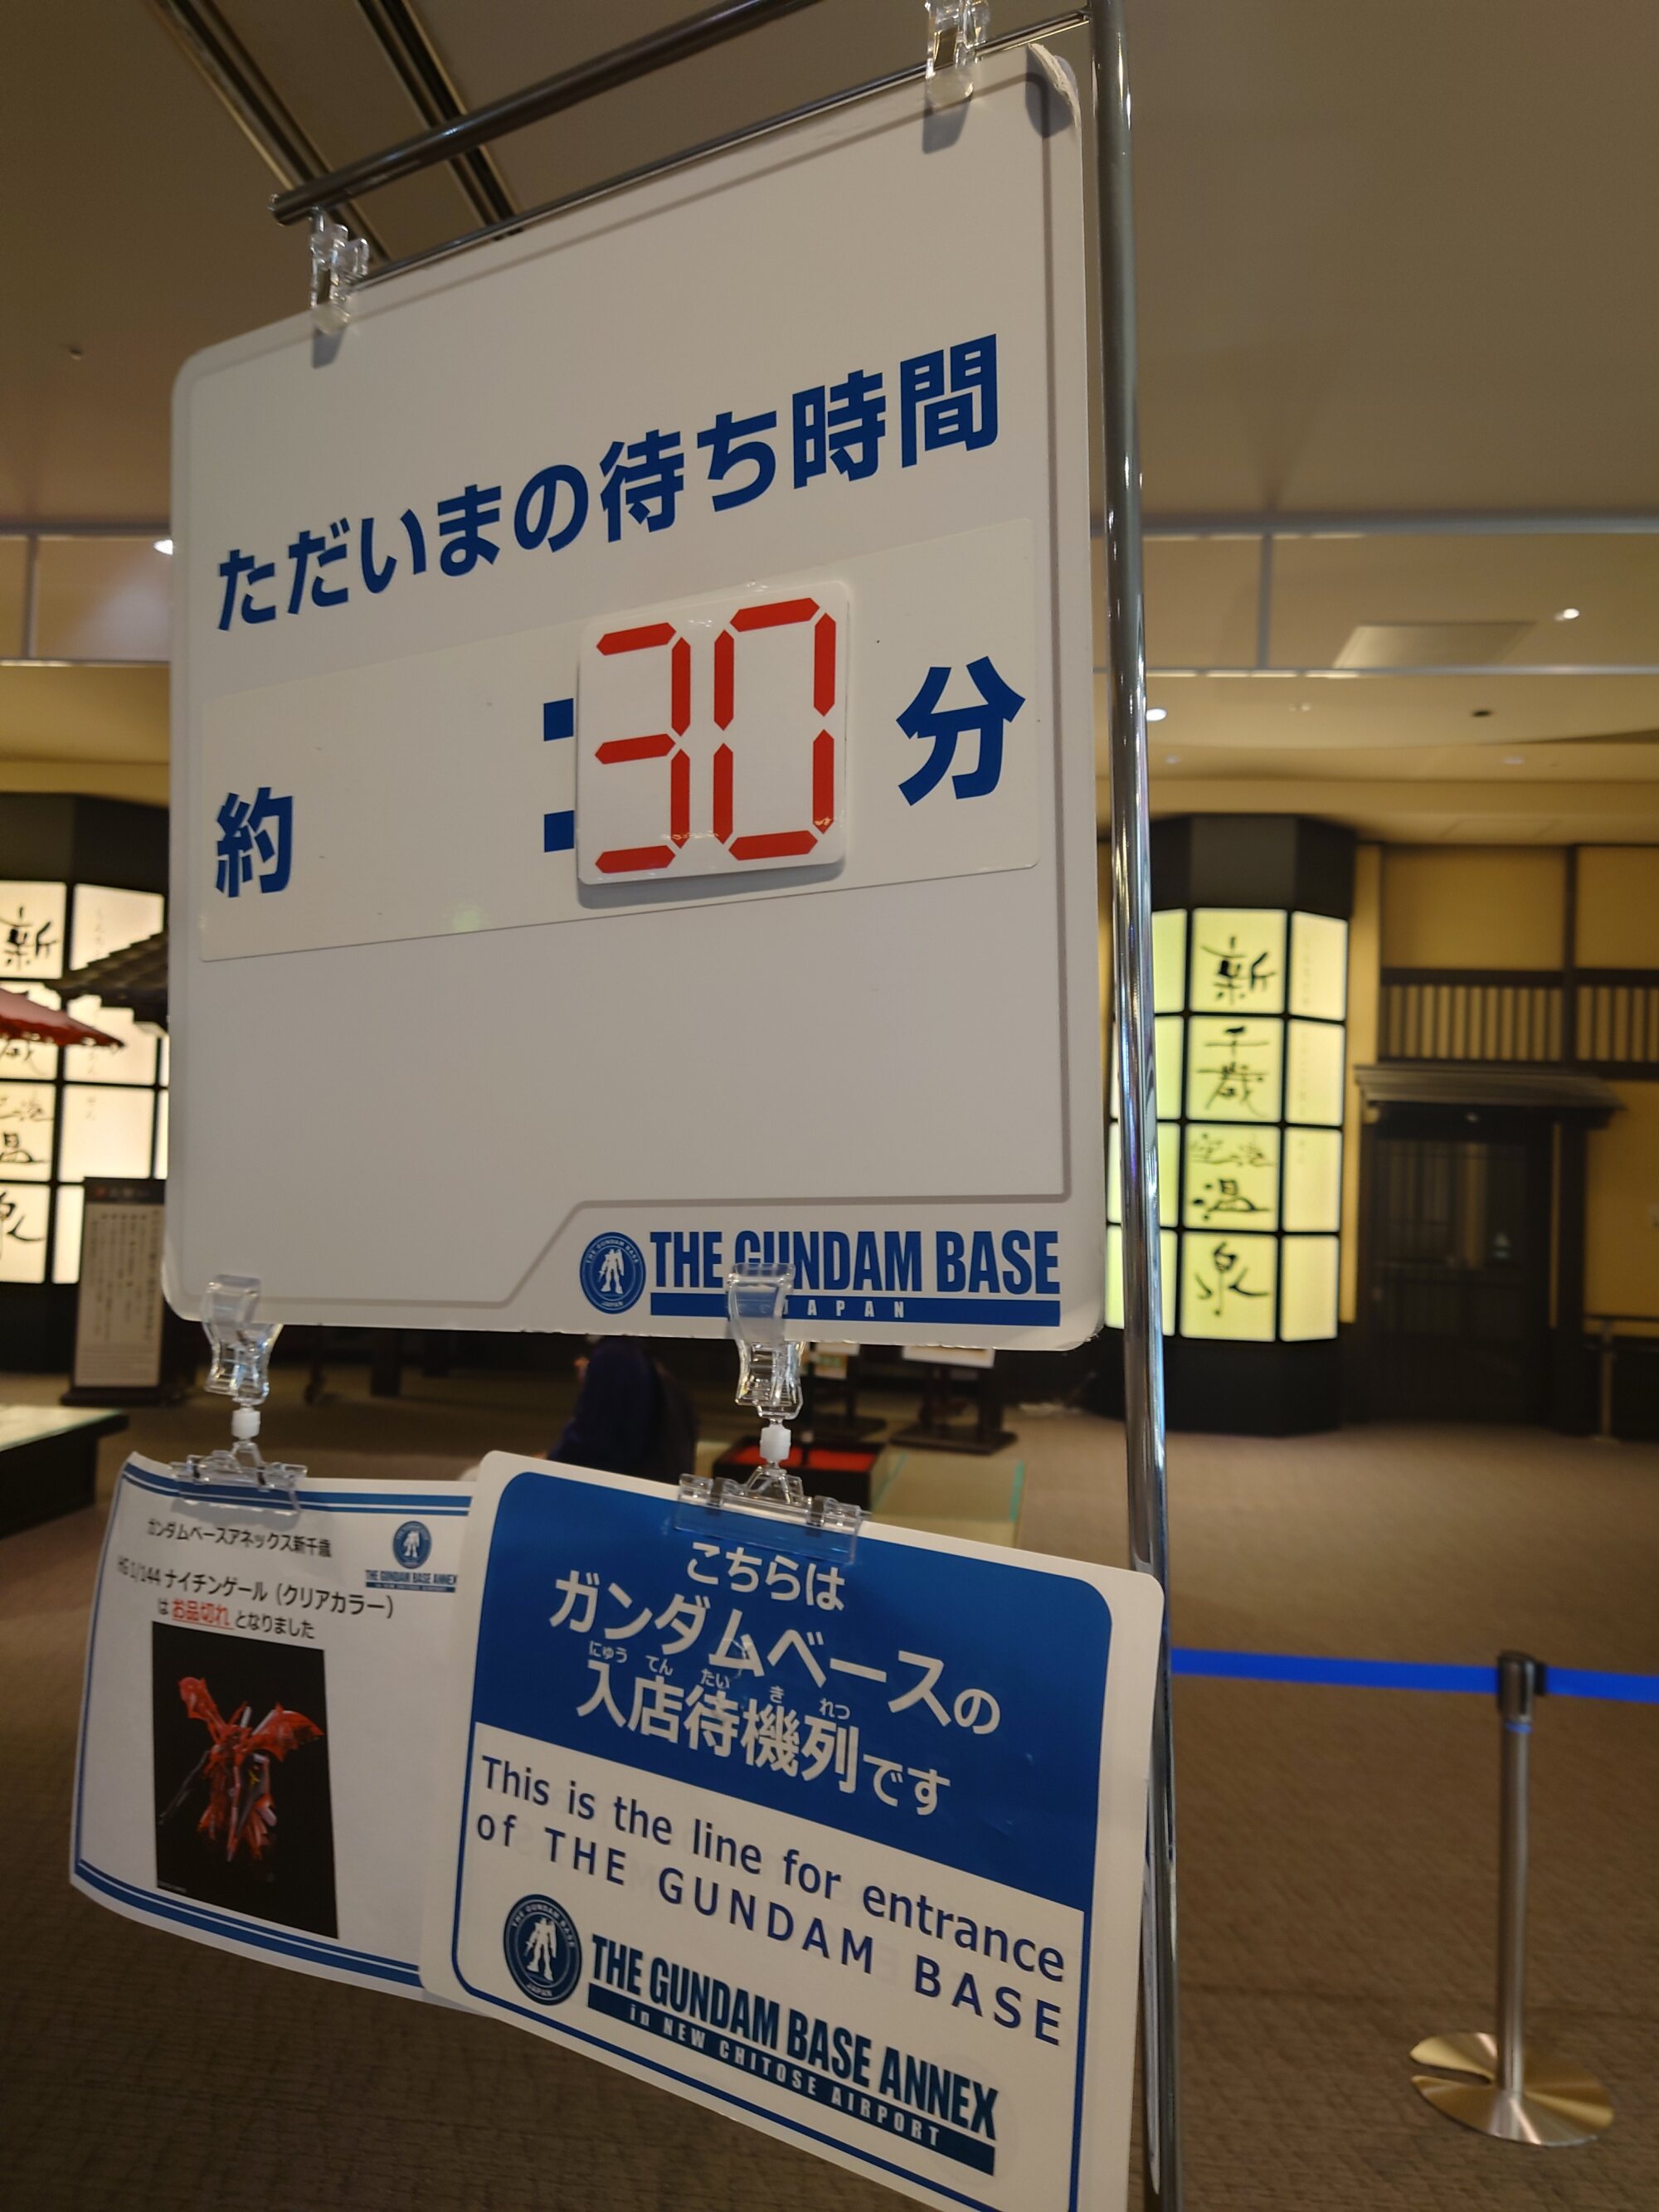 ただいまの待ち時間
約 :30 分
THE GUNDAM BASE
JAPAN
ガンダムベースアネックス新千歳
THE GUNDAM BASE ANNEX
HG 1/144 ナイチンゲール（クリアカラー）
は お品切れ となりました
こちらは
ガンダムベースの
にゅう てん たい き れつ
入店待機列です
This is the line for entrance
of THE GUNDAM BASE
THE GUNDAM BASE ANNEX
in NEW CHITOSE AIRPORT
新
千
歳
空港
温
泉